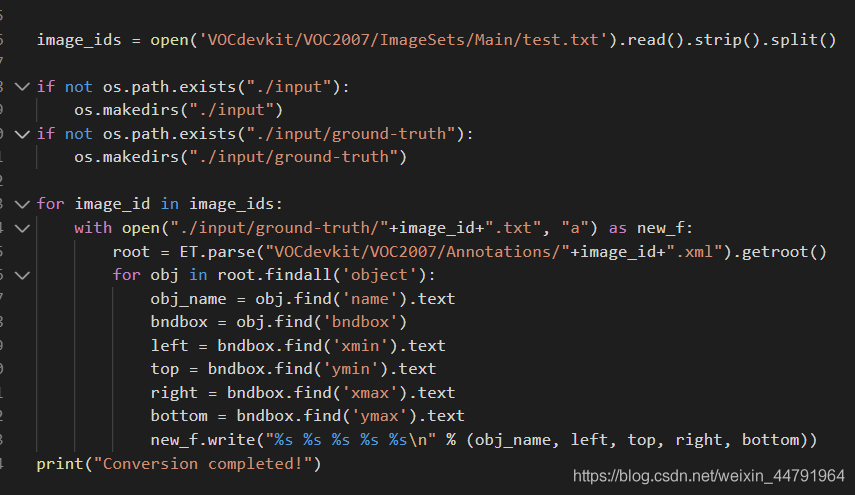 image_ids = open('VOCdevkit/VOC2007/ImageSets/Main/test.txt').read().strip().split()
if not os.path.exists("./input"):
    os.makedirs("./input")
if not os.path.exists("./input/ground-truth"):
    os.makedirs("./input/ground-truth")
for image_id in image_ids:
    with open("./input/ground-truth/"+image_id+".txt", "a") as new_f:
        root = ET.parse("VOCdevkit/VOC2007/Annotations/"+image_id+".xml").getroot()
        for obj in root.findall('object'):
            obj_name = obj.find('name').text
            bndbox = obj.find('bndbox')
            left = bndbox.find('xmin').text
            top = bndbox.find('ymin').text
            right = bndbox.find('xmax').text
            bottom = bndbox.find('ymax').text
            new_f.write("%s %s %s %s %s\n" % (obj_name, left, top, right, bottom))
print("Conversion completed!")
https://blog.csdn.net/weixin_44791964